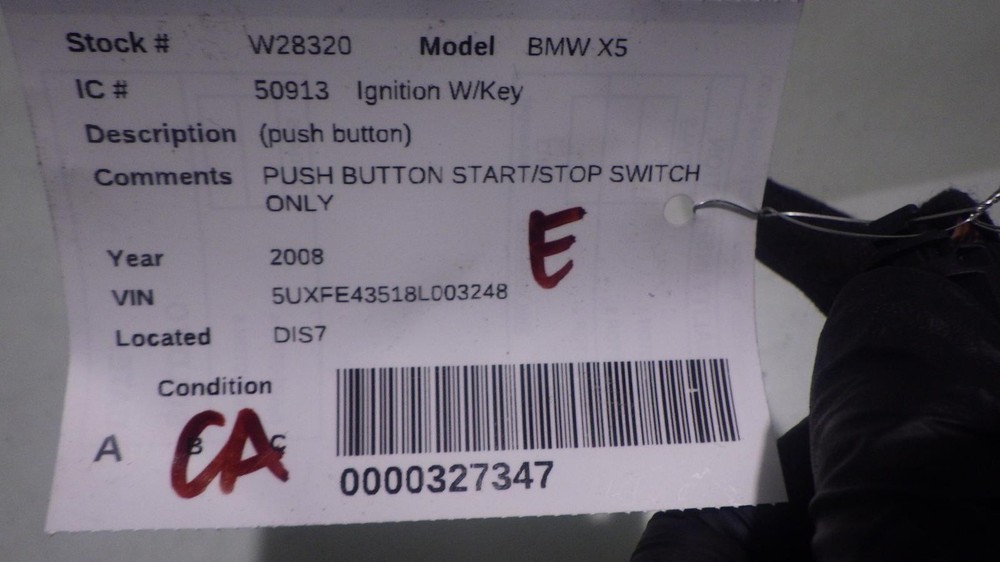 Stock # W28320 Model BMW X5
IC # 50913 Ignition W/Key
Description (push button)
Comments PUSH BUTTON START/STOP SWITCH
ONLY
E
Year 2008
VIN 5UXFE43518L003248
Located DIS7
Condition
A B C
CA
0000327347